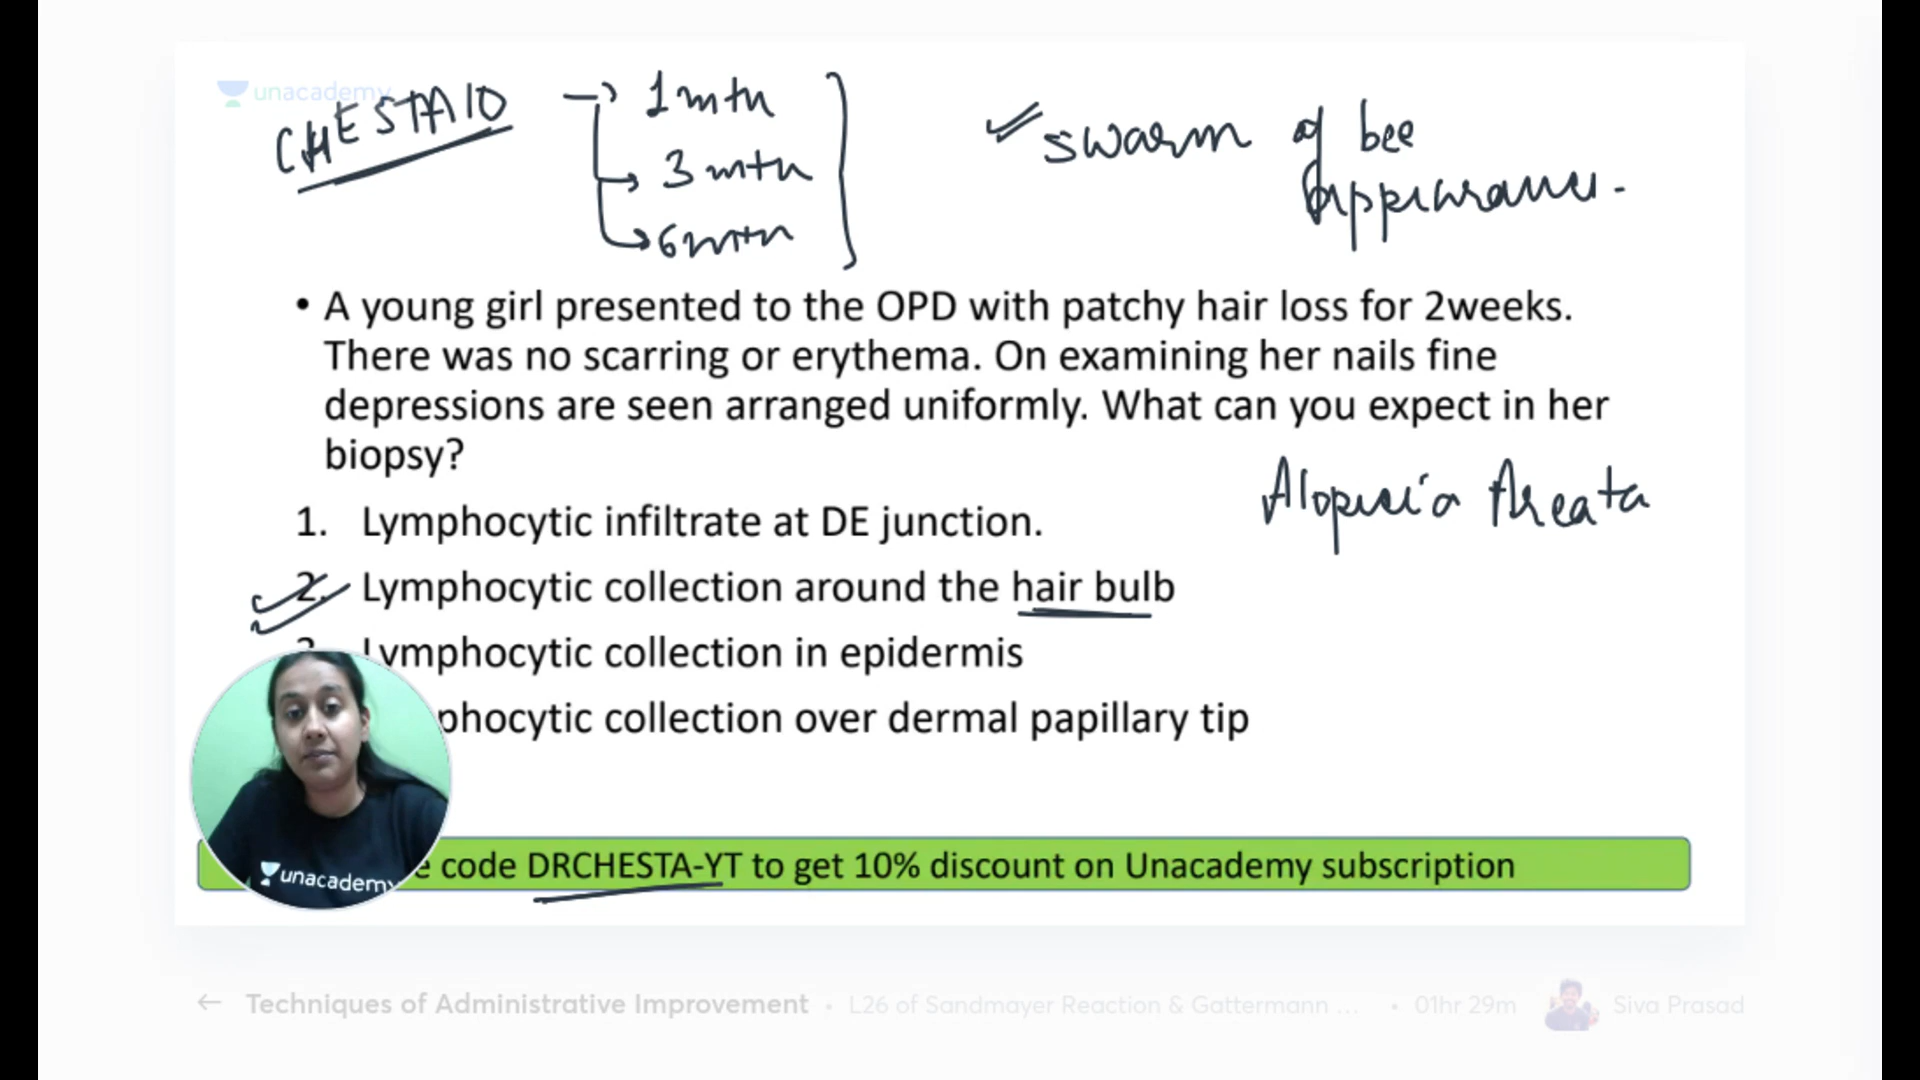 unacademy
CHESTA10 → 1 mth
→ 3 mth
→ 6 mth
swarm of bee
appearance.
• A young girl presented to the OPD with patchy hair loss for 2weeks.
There was no scarring or erythema. On examining her nails fine
depressions are seen arranged uniformly. What can you expect in her
biopsy?
Alopecia Areata
1. Lymphocytic infiltrate at DE junction.
2. Lymphocytic collection around the hair bulb
Lymphocytic collection in epidermis
phocytic collection over dermal papillary tip
unacademy
e code DRCHESTA-YT to get 10% discount on Unacademy subscription
← Techniques of Administrative Improvement • L26 of Sandmayer Reaction & Gattermann ... • 01hr 29m Siva Prasad